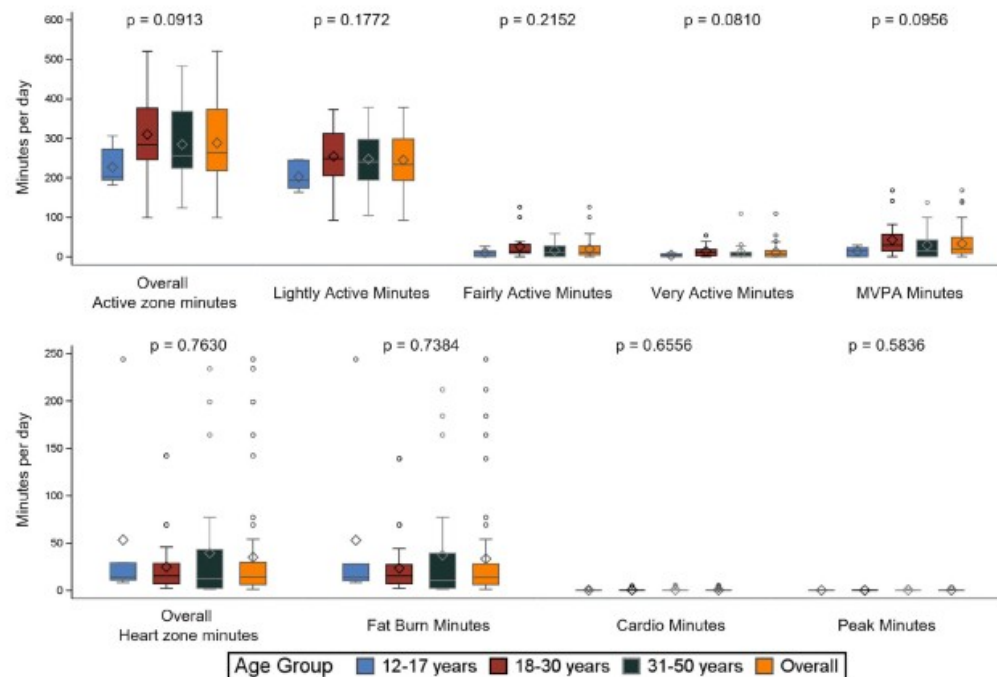 p = 0.0913 p = 0.1772 p = 0.2152 p = 0.0810 p = 0.0956
600
500
400
300
200
100
0
Minutes per day
Overall
Active zone minutes
Lightly Active Minutes
Fairly Active Minutes
Very Active Minutes
MVPA Minutes
p = 0.7630 p = 0.7384 p = 0.6556 p = 0.5836
250
200
150
100
50
0
Minutes per day
Overall
Heart zone minutes
Fat Burn Minutes
Cardio Minutes
Peak Minutes
Age Group 12-17 years 18-30 years 31-50 years Overall